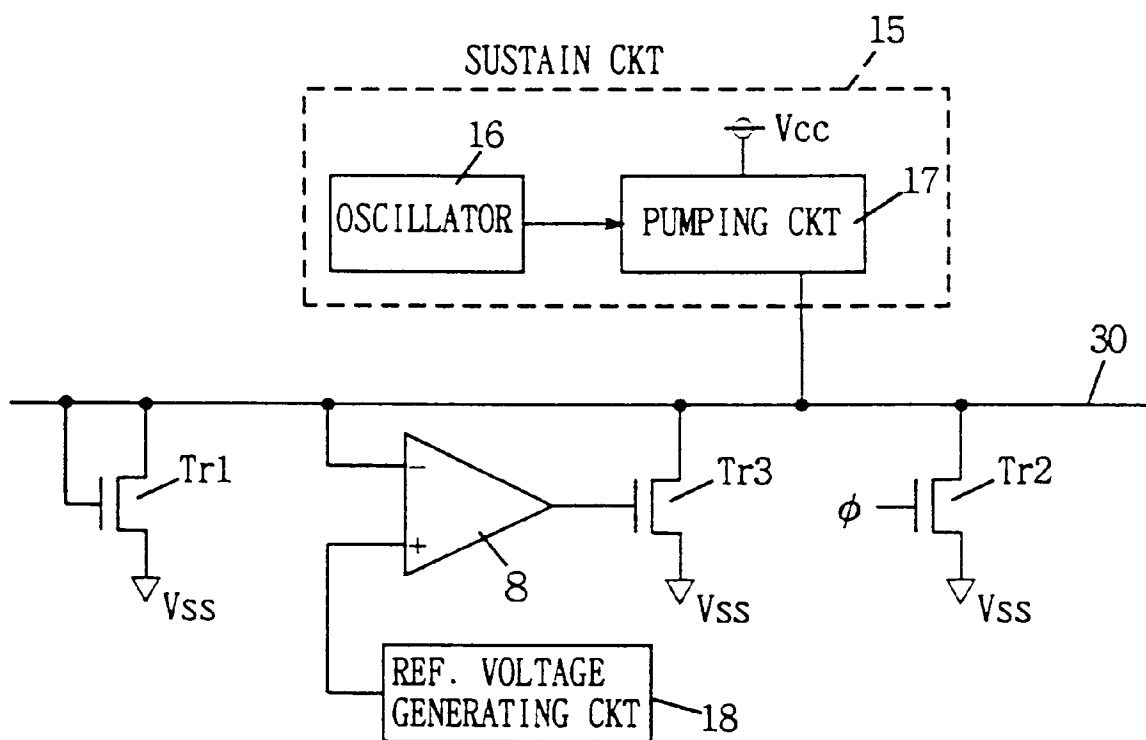 15
SUSTAIN CKT
Vcc
16
17
OSCILLATOR
PUMPING CKT
30
Tr1
−
Tr3
Tr2
ϕ
+
8
Vss
Vss
Vss
REF. VOLTAGE
GENERATING CKT
18